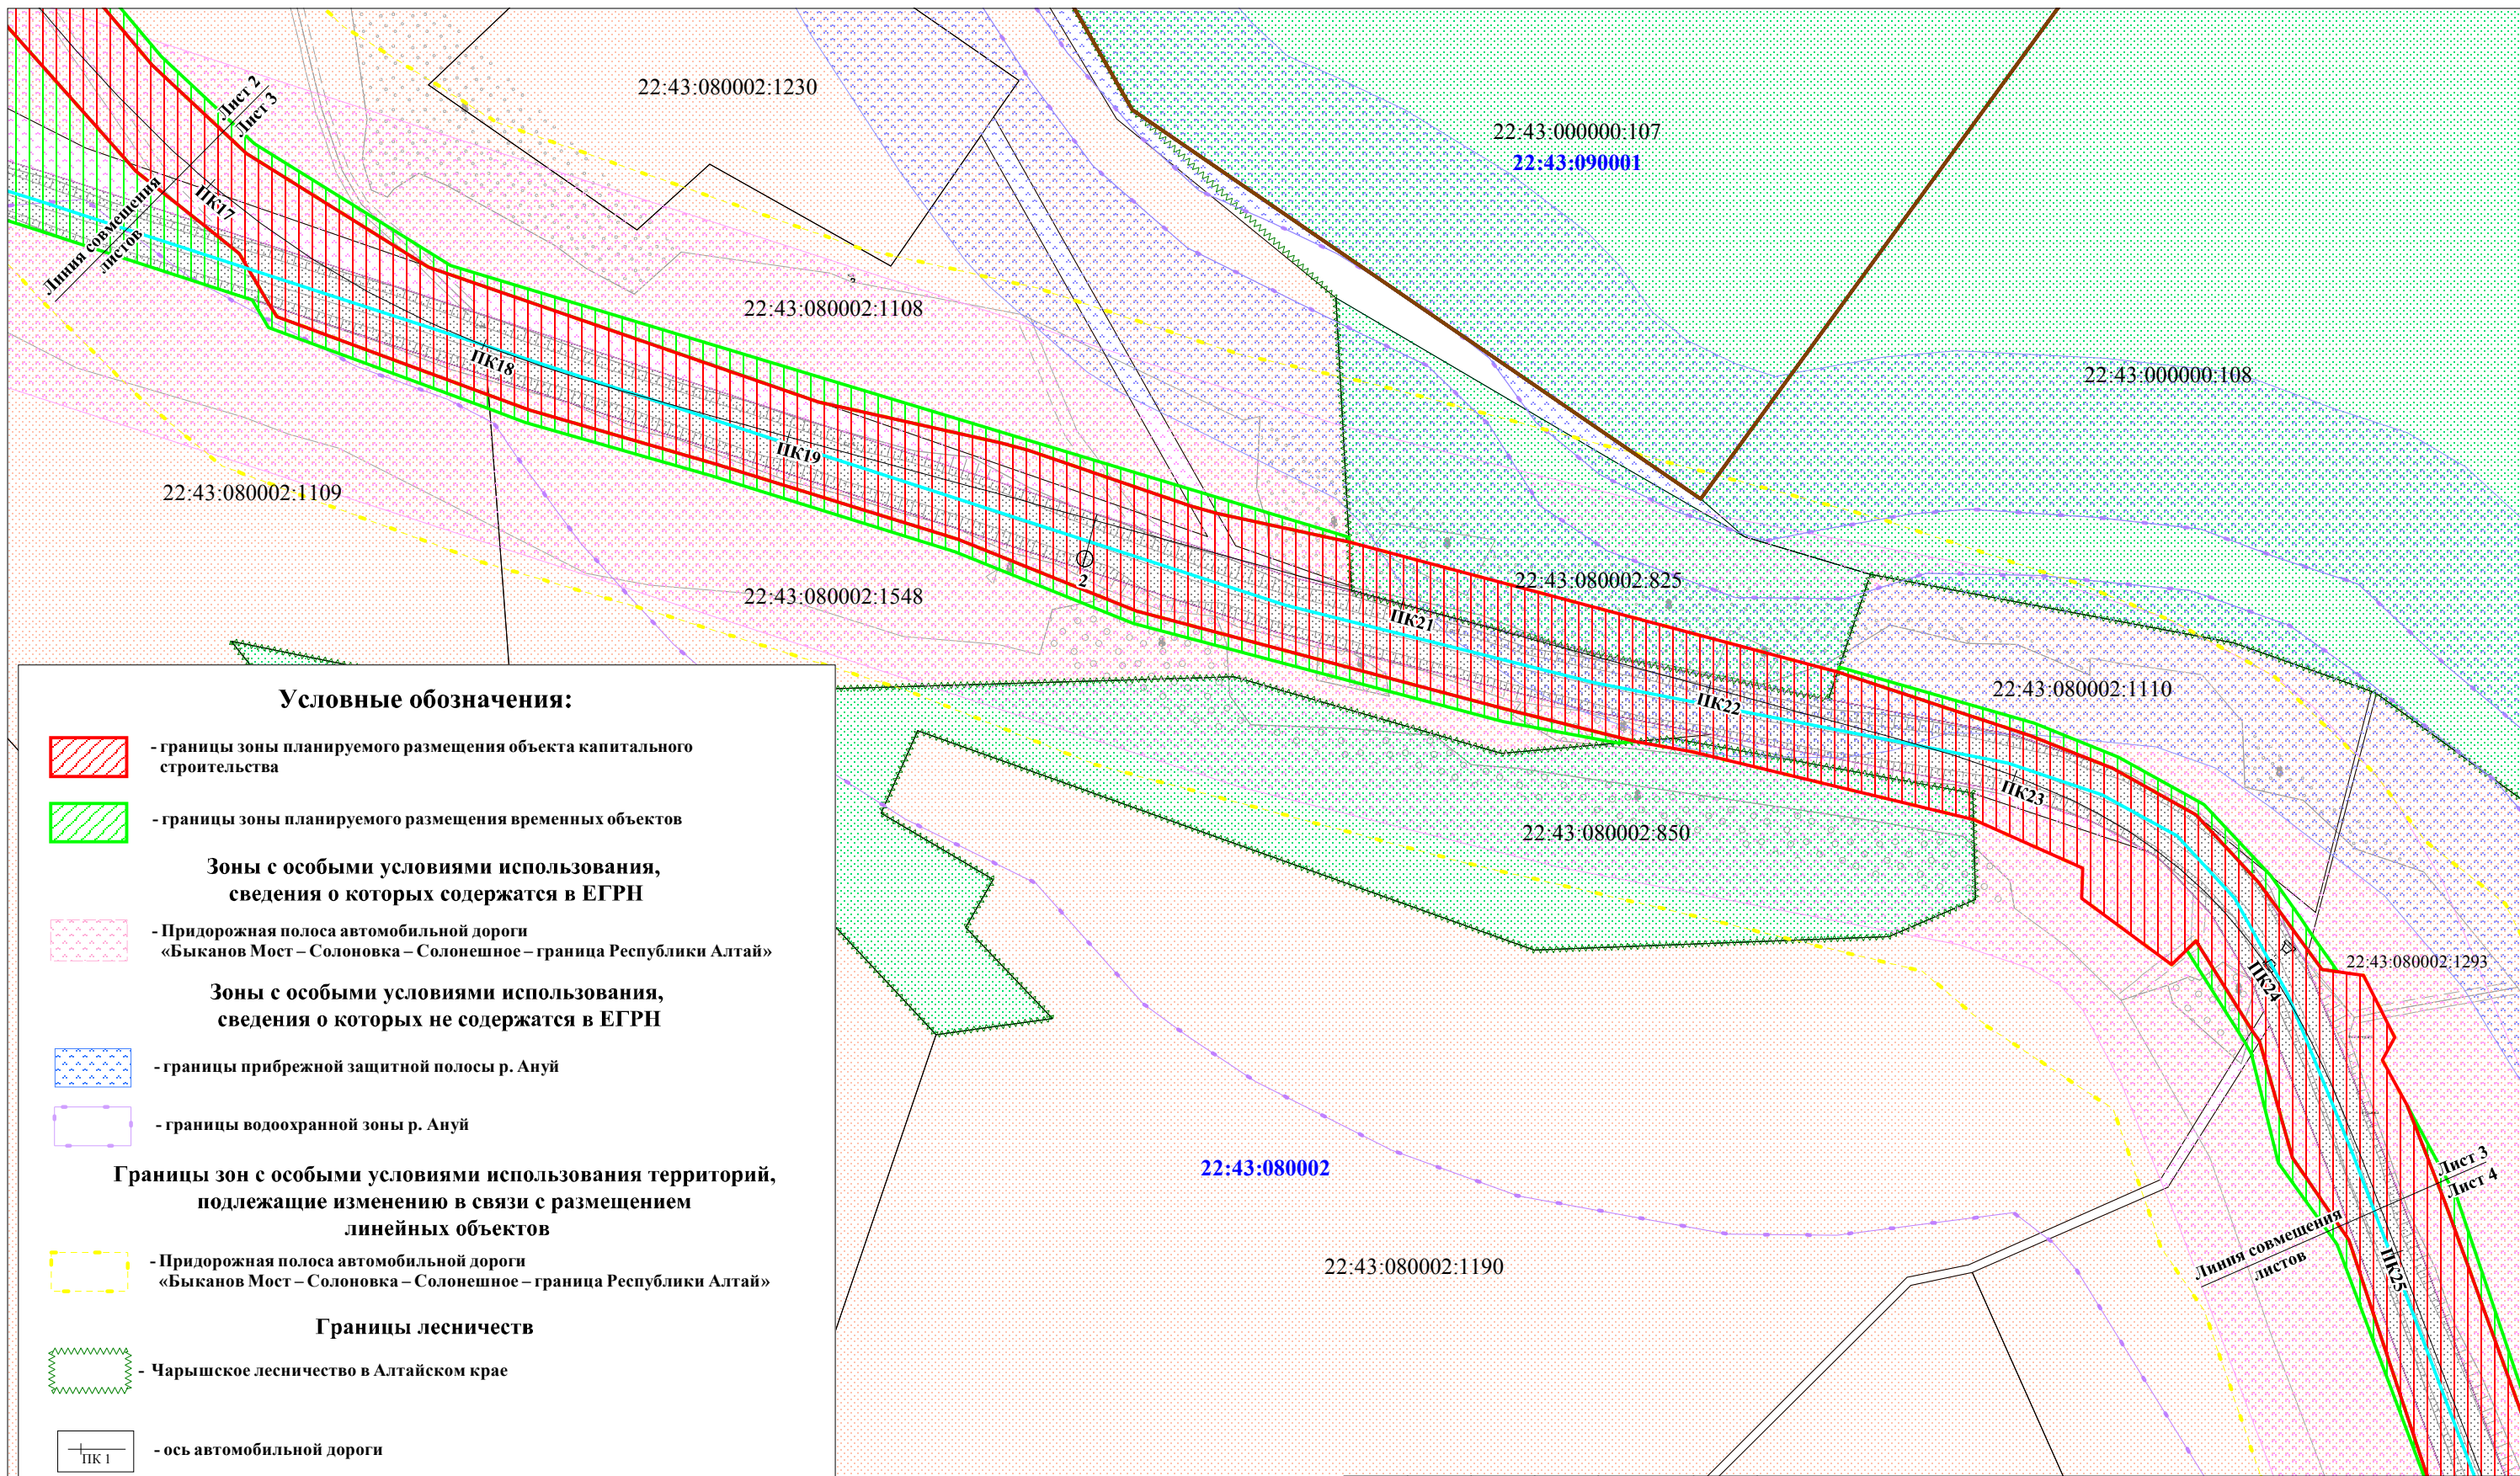 22:43:080002:1230
22:43:000000:107
22:43:090001
Лист 2
Лист 3
Линия совмещения
листов
ПК17
22:43:080002:1108
22:43:000000:108
ПК18
ПК19
22:43:080002:1109
2
22:43:080002:1548
22:43:080002:825
ПК21
ПК22
22:43:080002:1110
ПК23
22:43:080002:850
22:43:080002:1293
ПК24
22:43:080002
22:43:080002:1190
Лист 3
Лист 4
Линия совмещения
листов
ПК25
Условные обозначения:
- границы зоны планируемого размещения объекта капитального
строительства
- границы зоны планируемого размещения временных объектов
Зоны с особыми условиями использования,
сведения о которых содержатся в ЕГРН
- Придорожная полоса автомобильной дороги
«Быканов Мост – Солоновка – Солонешное – граница Республики Алтай»
Зоны с особыми условиями использования,
сведения о которых не содержатся в ЕГРН
- границы прибрежной защитной полосы р. Ануй
- границы водоохранной зоны р. Ануй
Границы зон с особыми условиями использования территорий,
подлежащие изменению в связи с размещением
линейных объектов
- Придорожная полоса автомобильной дороги
«Быканов Мост – Солоновка – Солонешное – граница Республики Алтай»
Границы лесничеств
- Чарышское лесничество в Алтайском крае
ПК 1
- ось автомобильной дороги